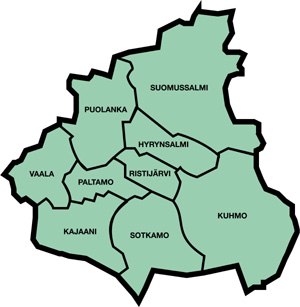 SUOMUSSALMI
PUOLANKA
HYRYNSALMI
VAALA
PALTAMO
RISTIJÄRVI
KUHMO
KAJAANI
SOTKAMO